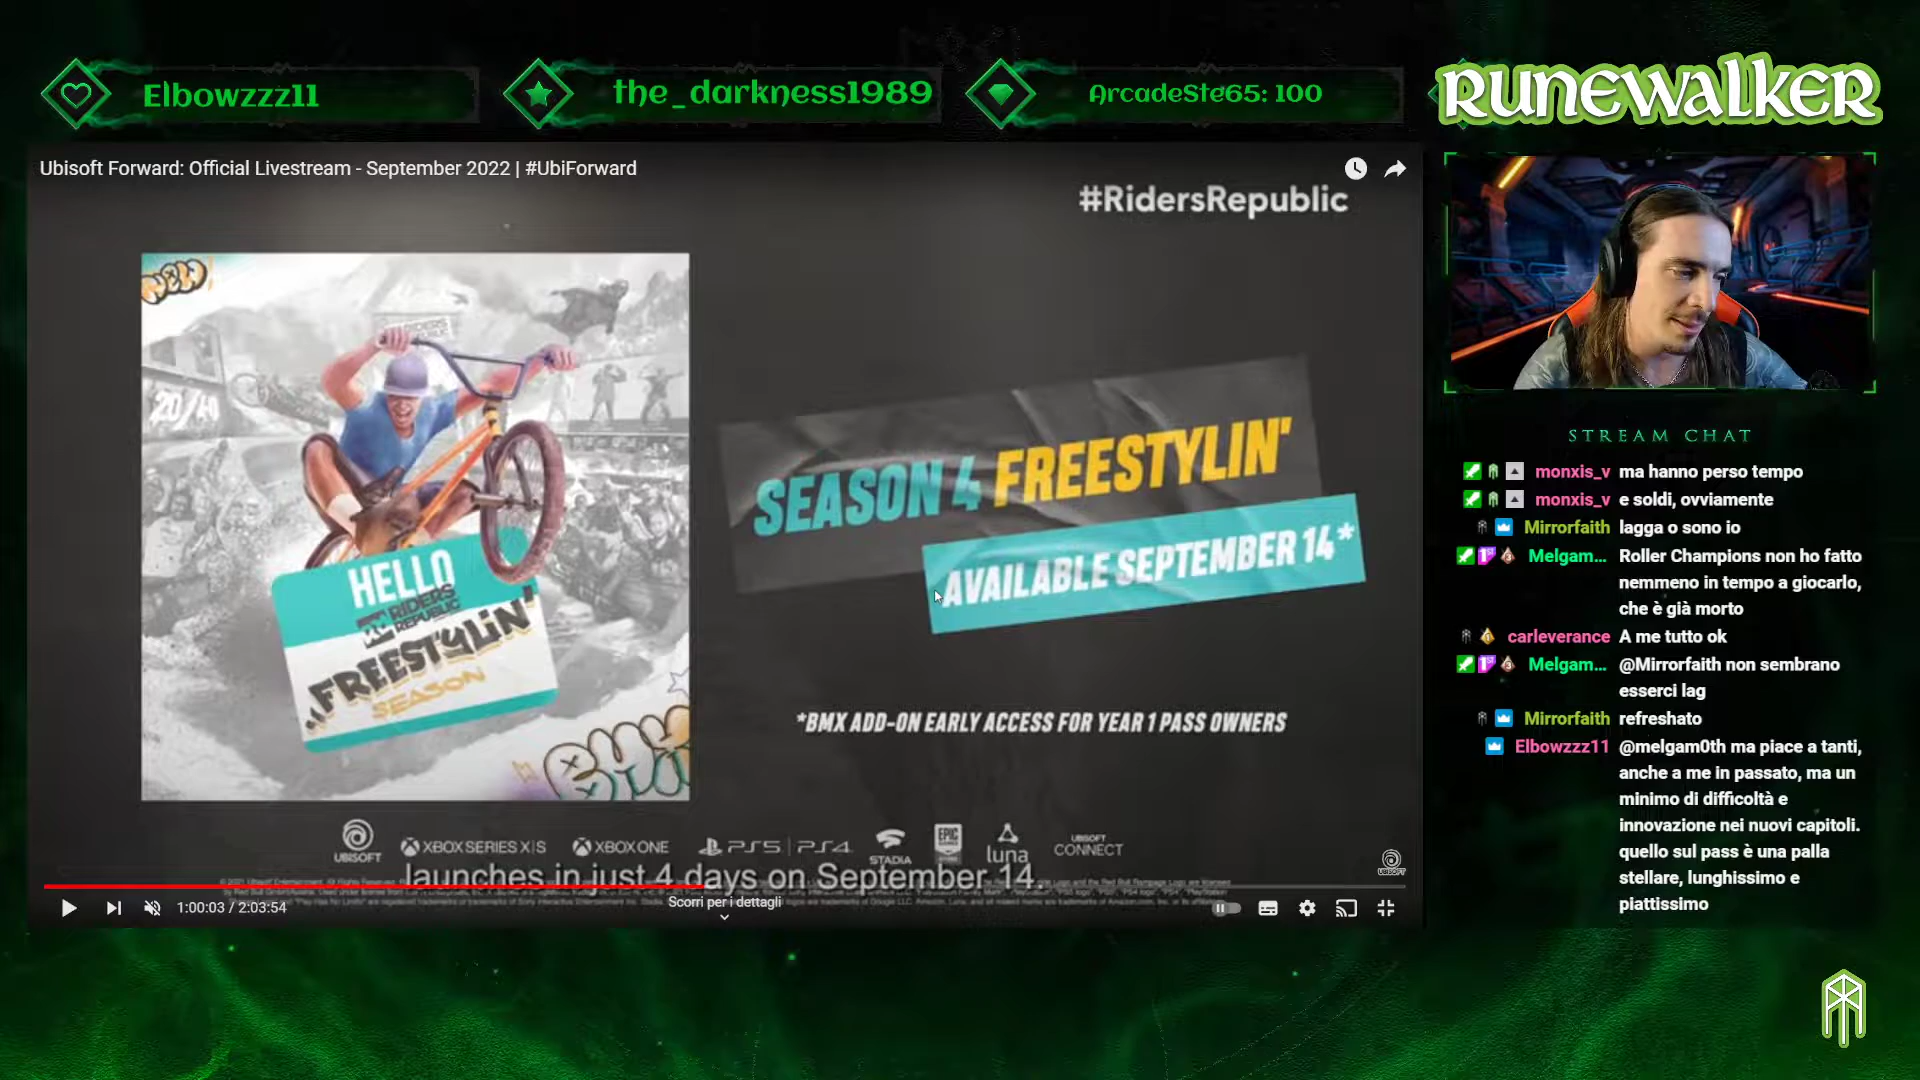 Elbowzzz11
the_darkness1989
ArcadeSte65: 100
RUNEWALKER
Ubisoft Forward: Official Livestream - September 2022 | #UbiForward
#RidersRepublic
NEW
20/40
SEASON 4 FREESTYLIN'
AVAILABLE SEPTEMBER 14*
HELLO
RIDERS
REPUBLIC
FREESTYLIN'
SEASON
*BMX ADD-ON EARLY ACCESS FOR YEAR 1 PASS OWNERS
UBISOFT
XBOX SERIES X|S
XBOX ONE
PS5 | PS4
STADIA
EPIC
luna
UBISOFT
CONNECT
UBISOFT
launches in just 4 days on September 14.
Scorri per i dettagli
1:00:03 / 2:03:54
STREAM CHAT
monxis_v ma hanno perso tempo
monxis_v e soldi, ovviamente
Mirrorfaith lagga o sono io
Melgam... Roller Champions non ho fatto
nemmeno in tempo a giocarlo,
che è già morto
carleverance A me tutto ok
Melgam... @Mirrorfaith non sembrano
esserci lag
Mirrorfaith refreshato
Elbowzzz11 @melgam0th ma piace a tanti,
anche a me in passato, ma un
minimo di difficoltà e
innovazione nei nuovi capitoli.
quello sul pass è una palla
stellare, lunghissimo e
piattissimo